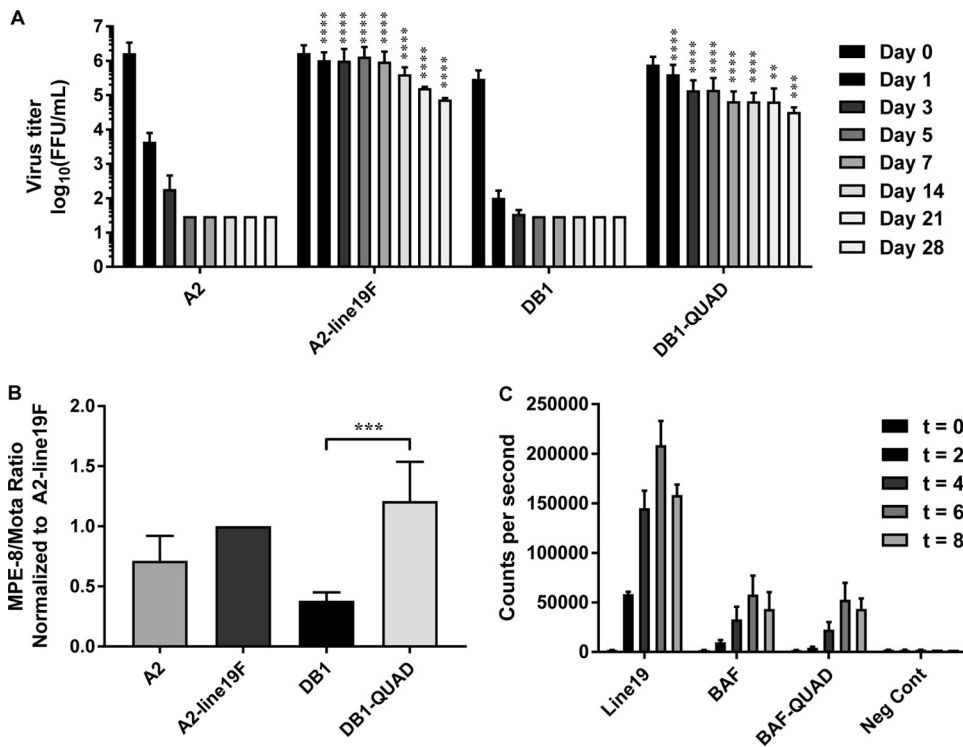 A
Virus titer
log10(FFU/mL)
7
6
5
4
3
2
1
0
**** **** **** **** **** **** ****
**** **** **** **** **** ** ***
A2
A2-line19F
DB1
DB1-QUAD
Day 0
Day 1
Day 3
Day 5
Day 7
Day 14
Day 21
Day 28
B
MPE-8/Mota Ratio
Normalized to A2-line19F
2.0
1.5
1.0
0.5
0.0
***
A2
A2-line19F
DB1
DB1-QUAD
C
Counts per second
250000
200000
150000
100000
50000
0
Line19
BAF
BAF-QUAD
Neg Cont
t = 0
t = 2
t = 4
t = 6
t = 8